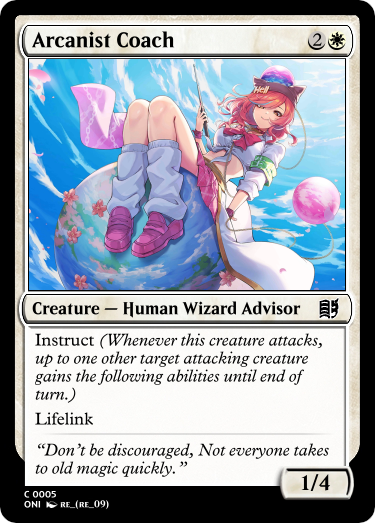 Arcanist Coach 2
Hell
Creature — Human Wizard Advisor
Instruct (Whenever this creature attacks,
up to one other target attacking creature
gains the following abilities until end of
turn.)
Lifelink
“Don’t be discouraged, Not everyone takes
to old magic quickly.”
1/4
C 0005
ONI RE_(RE_09)